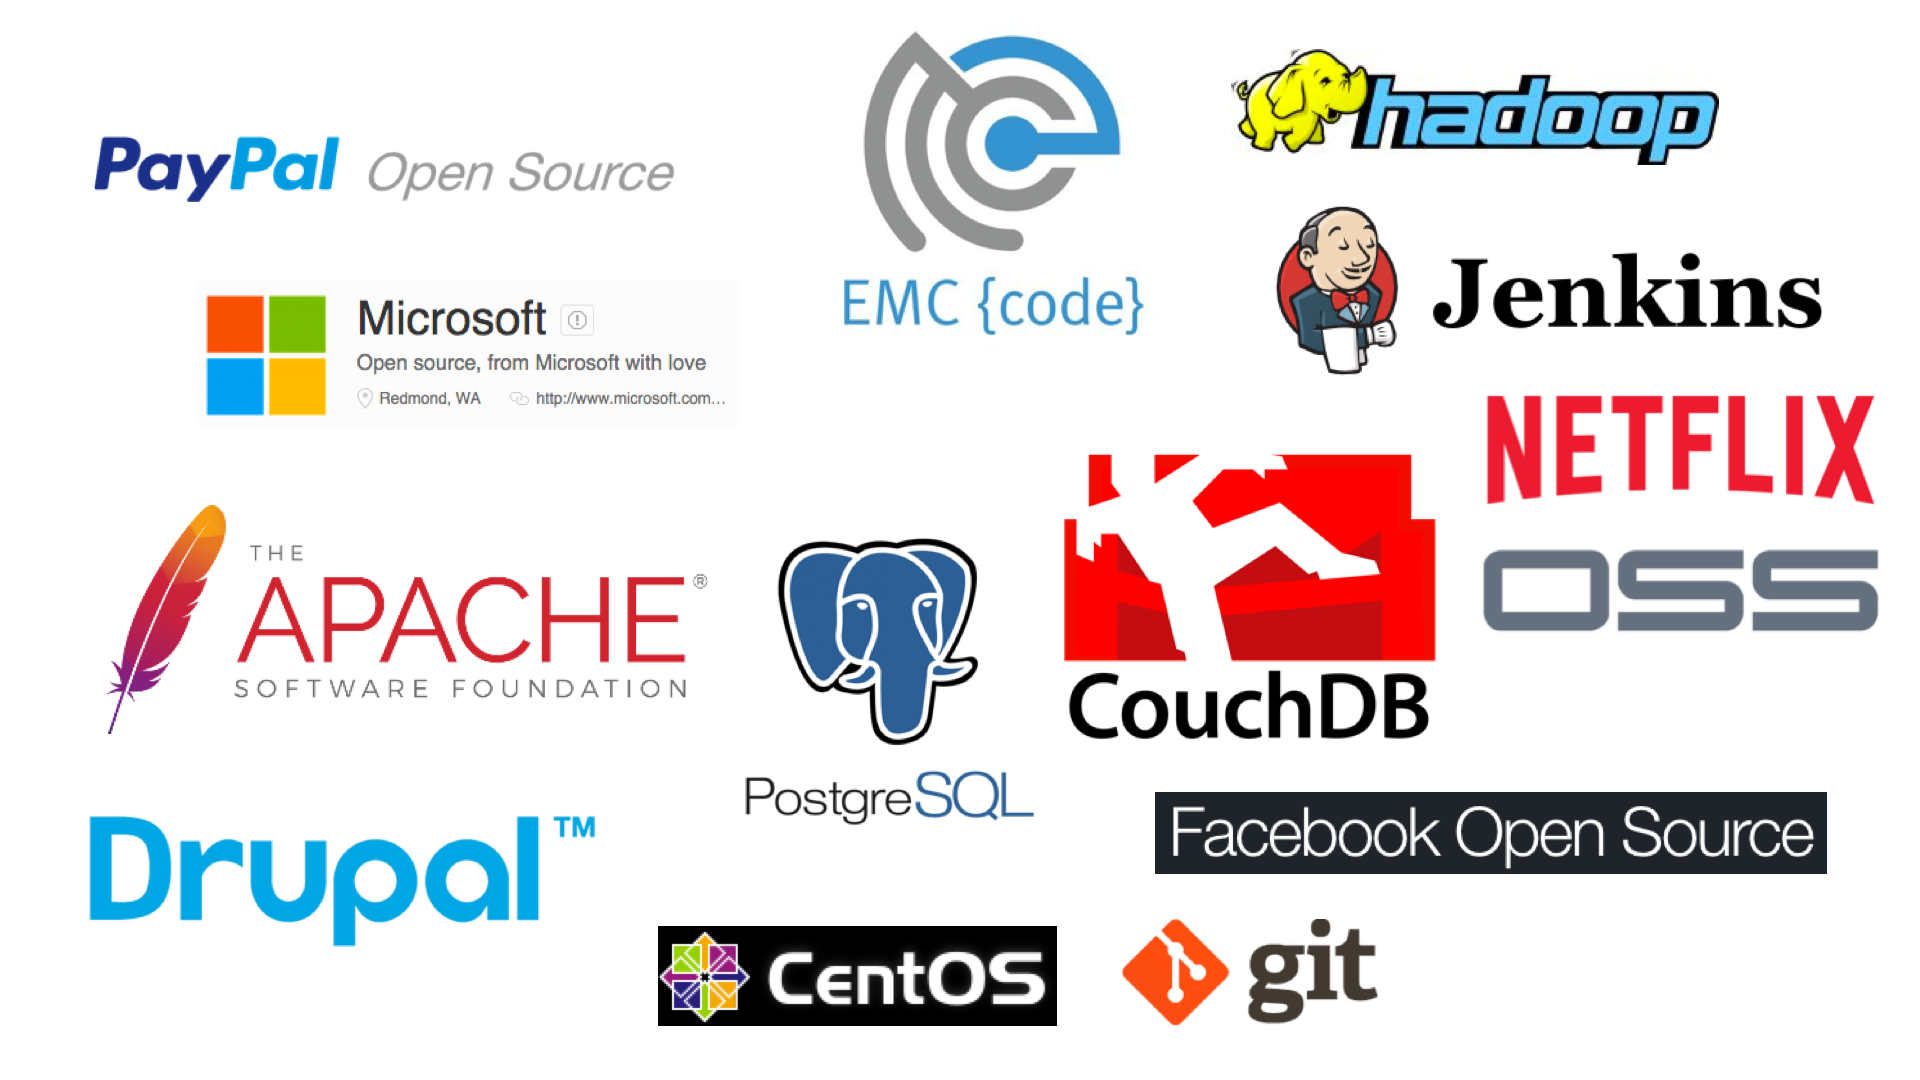 PayPal Open Source
EMC {code}
hadoop
Jenkins
Microsoft
Open source, from Microsoft with love
Redmond, WA http://www.microsoft.com...
NETFLIX
OSS
THE
APACHE®
SOFTWARE FOUNDATION
PostgreSQL
CouchDB
Drupal™
Facebook Open Source
CentOS
git